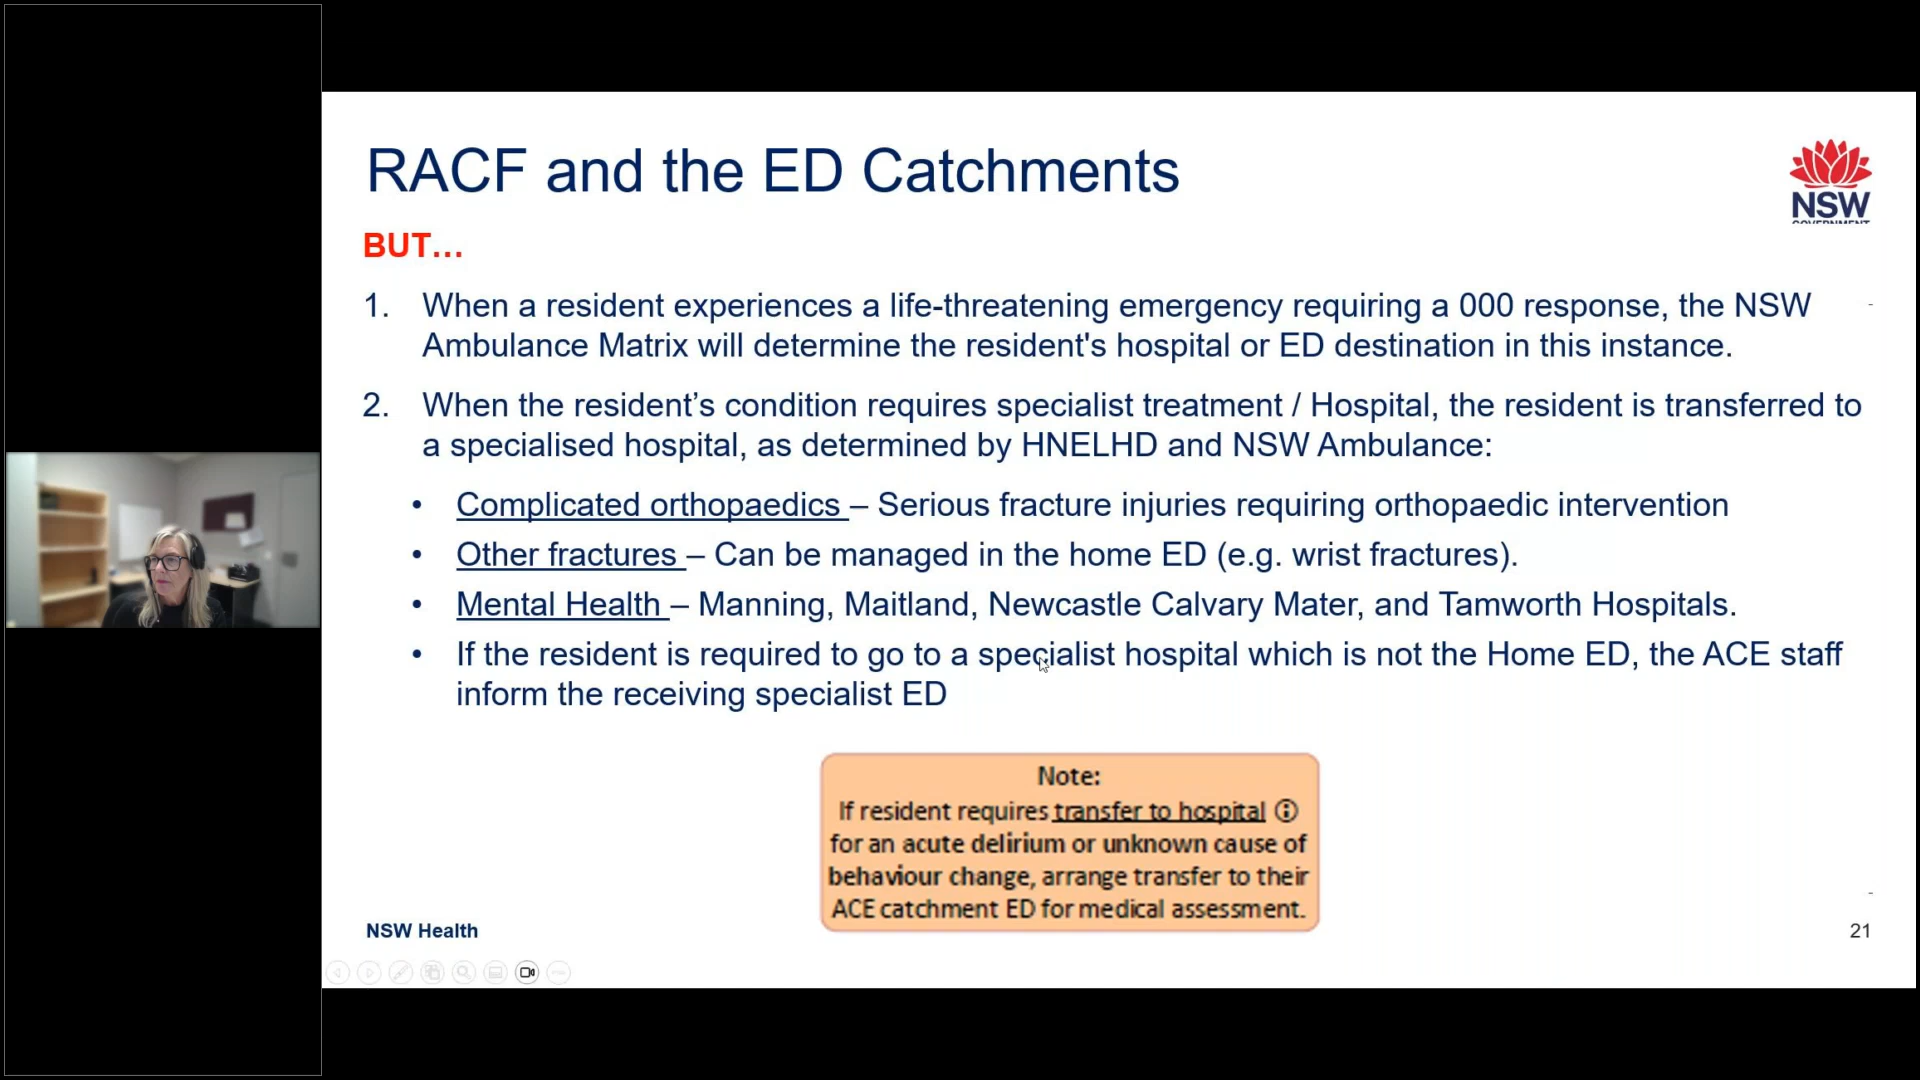 RACF and the ED Catchments
NSW
GOVERNMENT
BUT...
1. When a resident experiences a life-threatening emergency requiring a 000 response, the NSW
Ambulance Matrix will determine the resident's hospital or ED destination in this instance.
2. When the resident’s condition requires specialist treatment / Hospital, the resident is transferred to
a specialised hospital, as determined by HNELHD and NSW Ambulance:
• Complicated orthopaedics – Serious fracture injuries requiring orthopaedic intervention
• Other fractures – Can be managed in the home ED (e.g. wrist fractures).
• Mental Health – Manning, Maitland, Newcastle Calvary Mater, and Tamworth Hospitals.
• If the resident is required to go to a specialist hospital which is not the Home ED, the ACE staff
inform the receiving specialist ED
Note:
If resident requires transfer to hospital
for an acute delirium or unknown cause of
behaviour change, arrange transfer to their
ACE catchment ED for medical assessment.
NSW Health
21